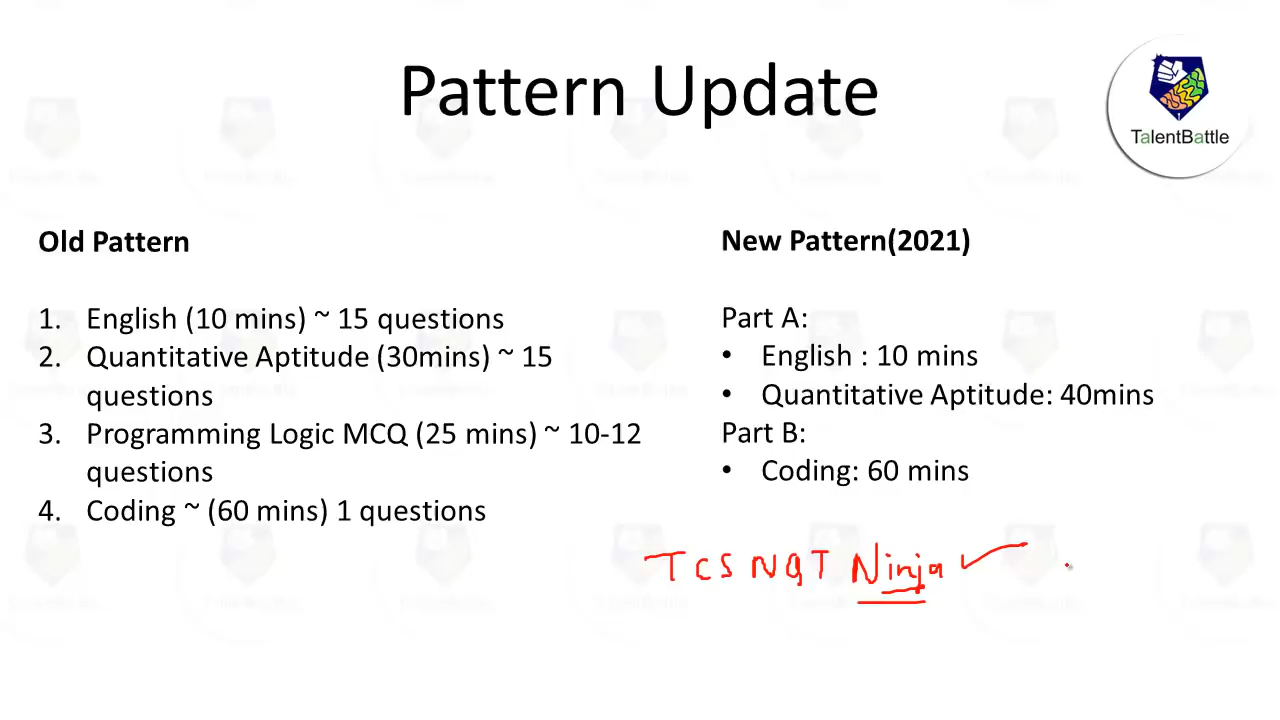 Pattern Update
TalentBattle
Old Pattern
1. English (10 mins) ~ 15 questions
2. Quantitative Aptitude (30mins) ~ 15
questions
3. Programming Logic MCQ (25 mins) ~ 10-12
questions
4. Coding ~ (60 mins) 1 questions
New Pattern(2021)
Part A:
• English : 10 mins
• Quantitative Aptitude: 40mins
Part B:
• Coding: 60 mins
TCS NQT Ninja